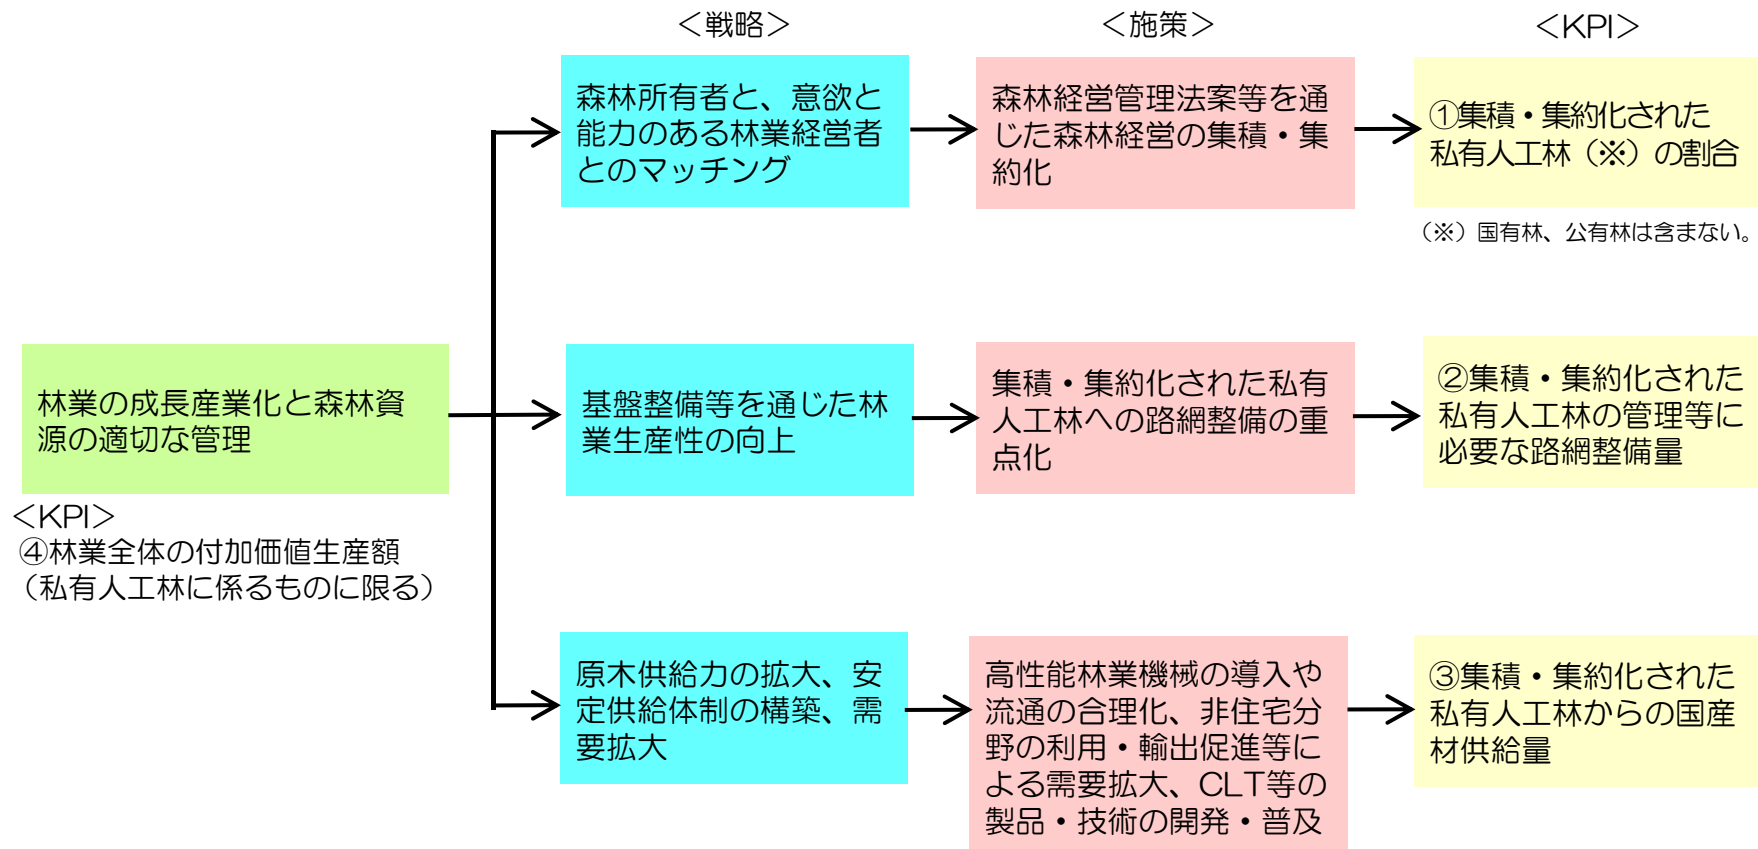 ＜戦略＞
＜施策＞
＜KPI＞
森林所有者と、意欲と
能力のある林業経営者
とのマッチング
森林経営管理法案等を通
じた森林経営の集積・集
約化
①集積・集約化された
私有人工林（※）の割合
（※）国有林、公有林は含まない。
林業の成長産業化と森林資
源の適切な管理
＜KPI＞
④林業全体の付加価値生産額
（私有人工林に係るものに限る）
基盤整備等を通じた林
業生産性の向上
集積・集約化された私有
人工林への路網整備の重
点化
②集積・集約化された
私有人工林の管理等に
必要な路網整備量
原木供給力の拡大、安
定供給体制の構築、需
要拡大
高性能林業機械の導入や
流通の合理化、非住宅分
野の利用・輸出促進等に
よる需要拡大、CLT等の
製品・技術の開発・普及
③集積・集約化された
私有人工林からの国産
材供給量